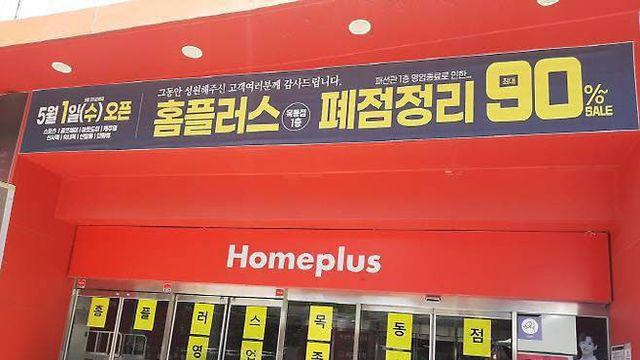 5월 1일(수) 오픈
그동안 성원해주신 고객여러분께 감사드립니다.
홈플러스 목동점 1층
패션관 1층 영업종료로 인한...
폐점정리 최대 90% SALE
Homeplus
홈 플 러 스 목 동 점
영 업 종